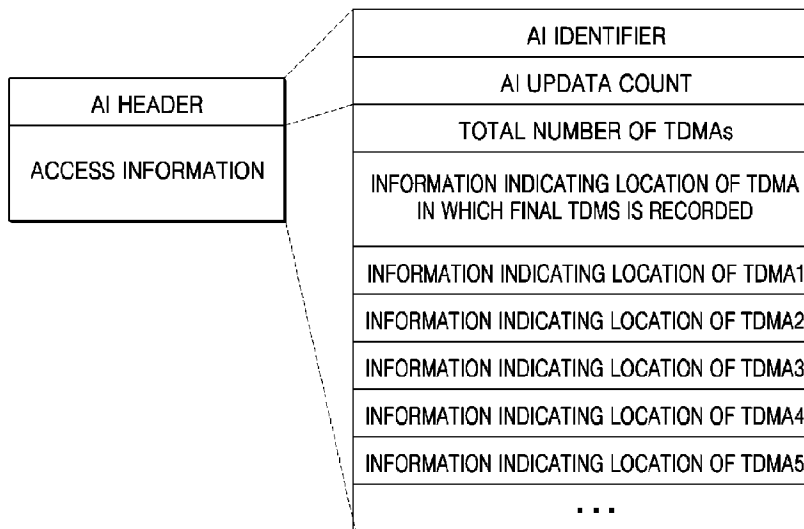 AI HEADER
ACCESS INFORMATION
AI IDENTIFIER
AI UPDATA COUNT
TOTAL NUMBER OF TDMAs
INFORMATION INDICATING LOCATION OF TDMA
IN WHICH FINAL TDMS IS RECORDED
INFORMATION INDICATING LOCATION OF TDMA1
INFORMATION INDICATING LOCATION OF TDMA2
INFORMATION INDICATING LOCATION OF TDMA3
INFORMATION INDICATING LOCATION OF TDMA4
INFORMATION INDICATING LOCATION OF TDMA5
...